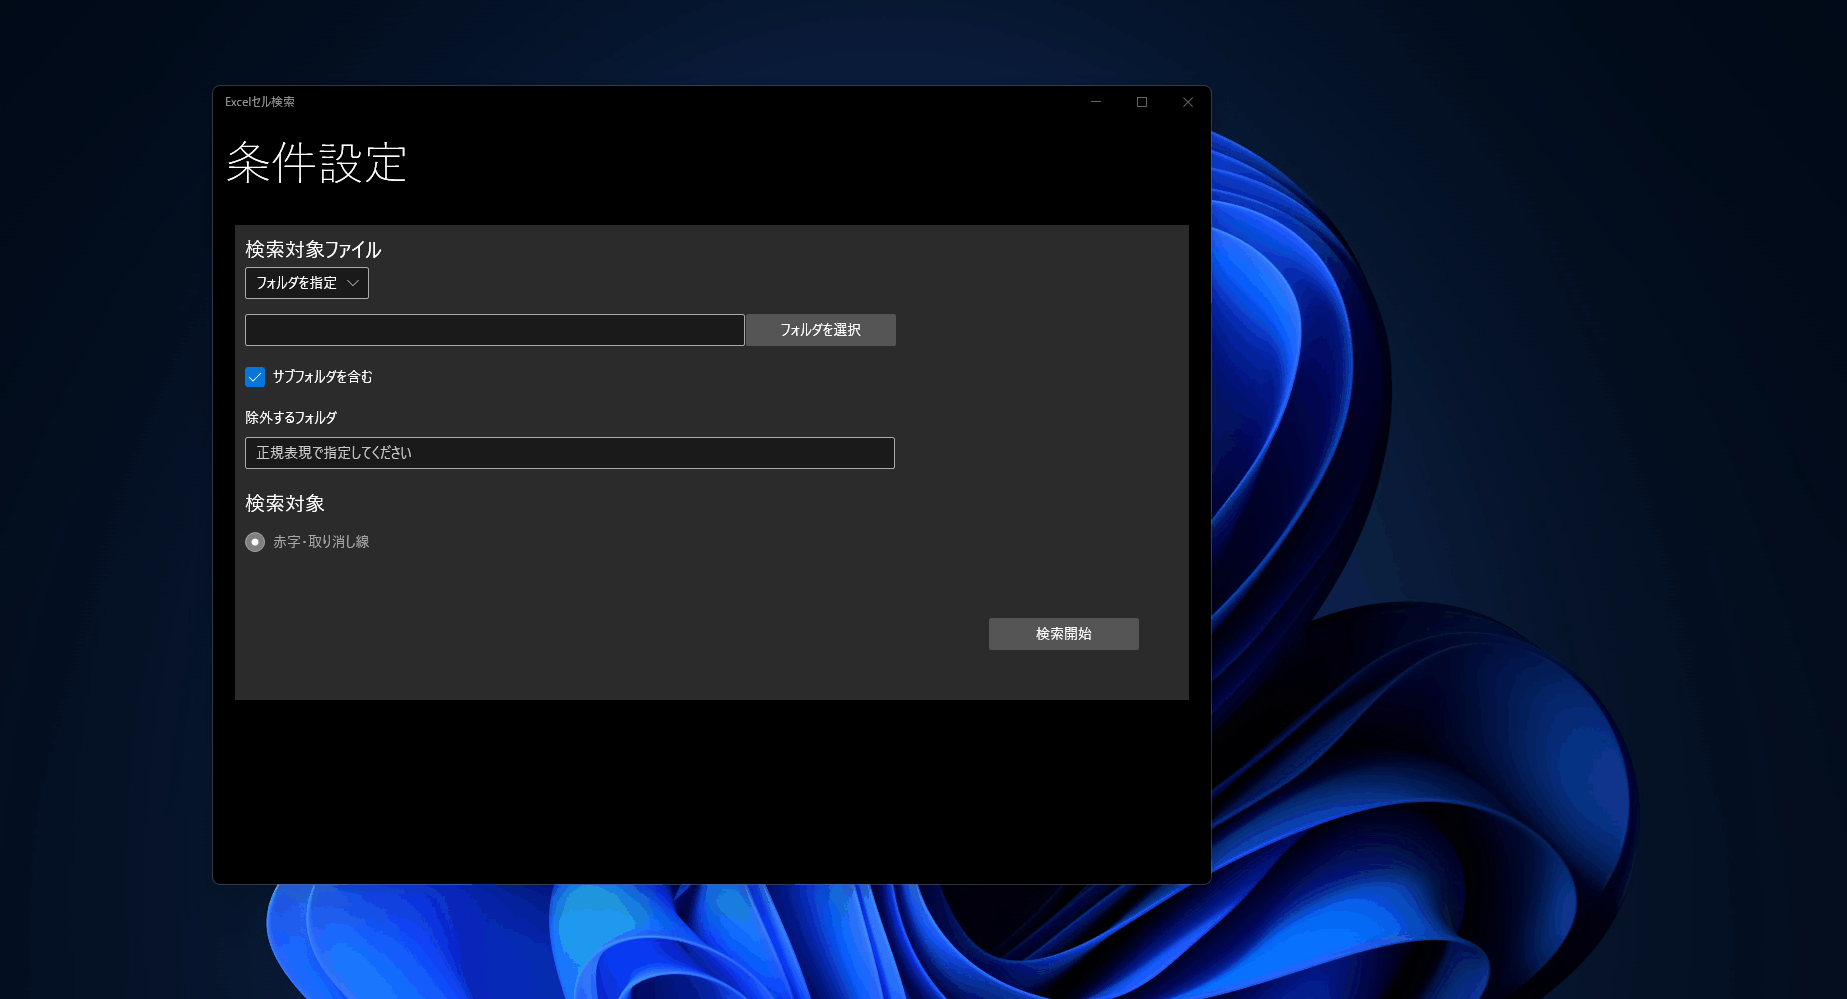 Excelセル検索
条件設定
検索対象ファイル
フォルダを指定
フォルダを選択
サブフォルダを含む
除外するフォルダ
正規表現で指定してください
検索対象
赤字・取り消し線
検索開始